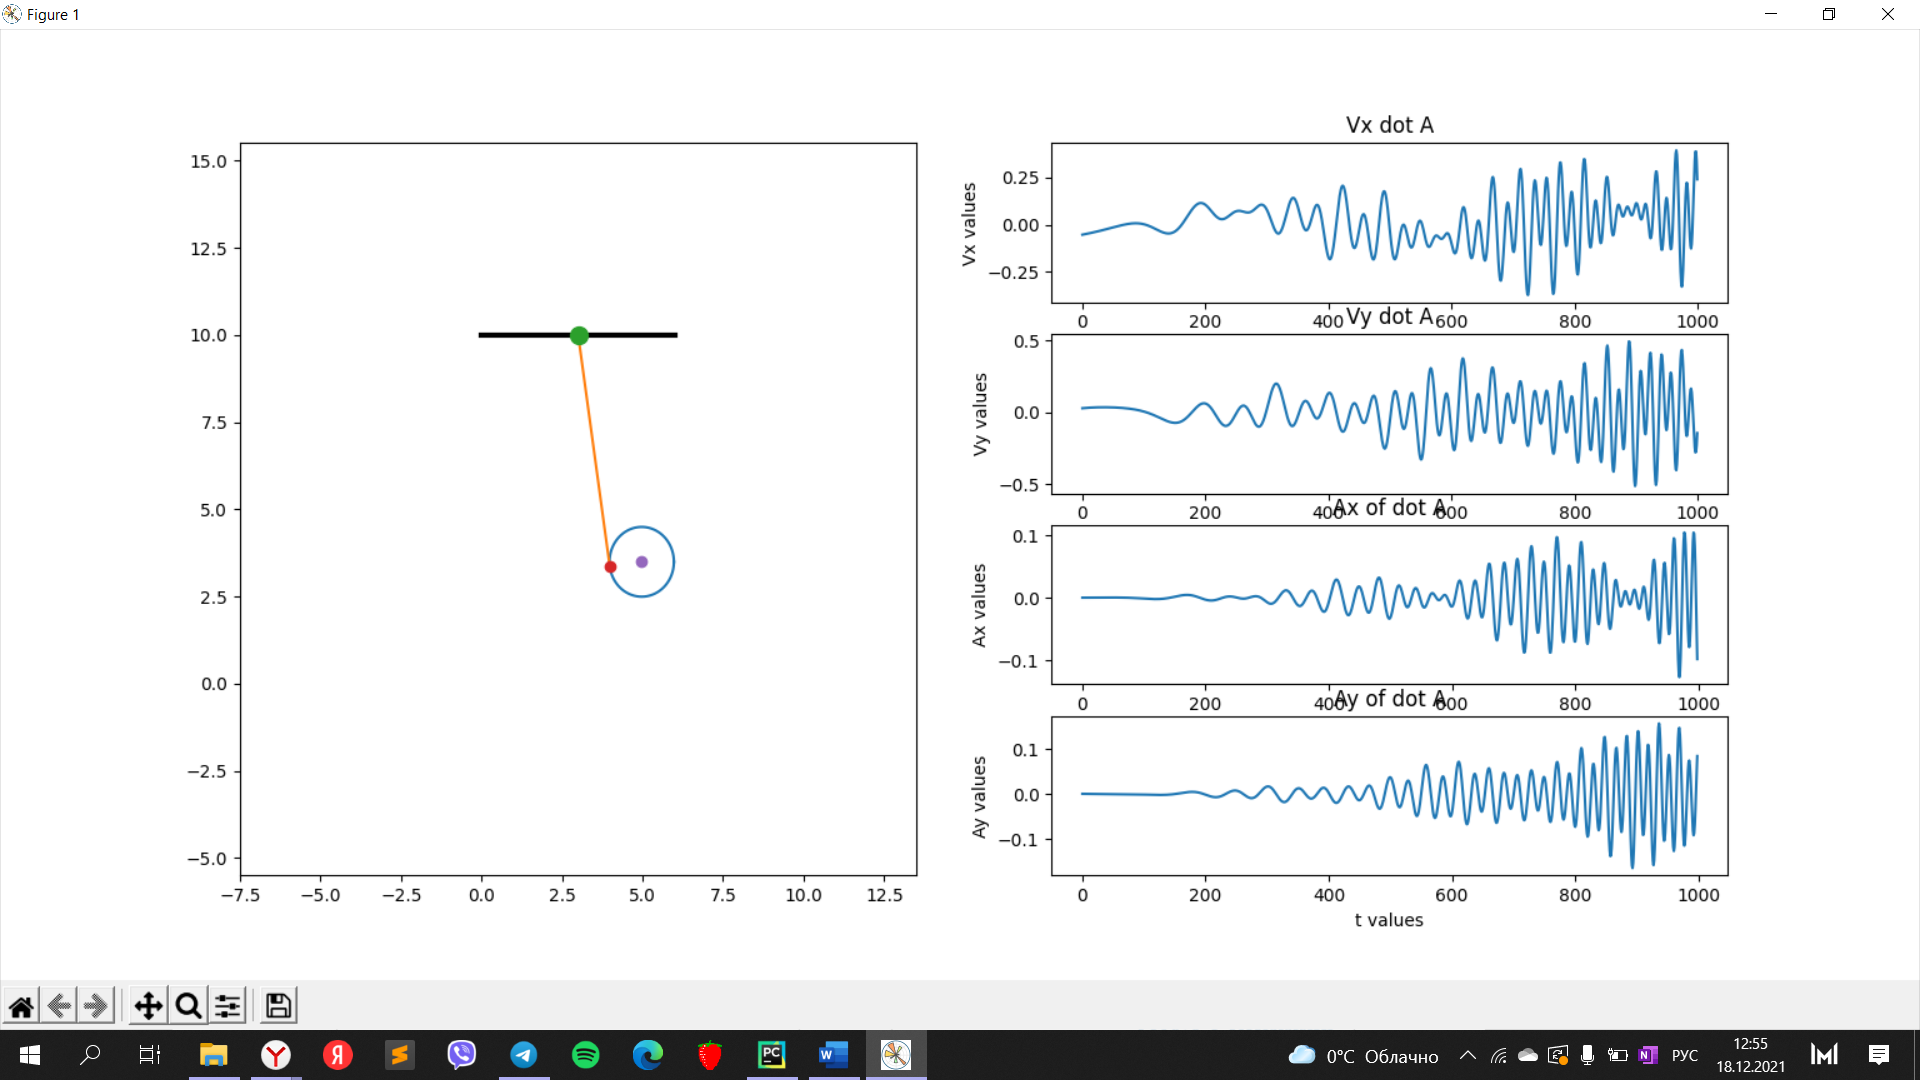 Figure 1
15.0
12.5
10.0
7.5
5.0
2.5
0.0
−2.5
−5.0
−7.5 −5.0 −2.5 0.0 2.5 5.0 7.5 10.0 12.5
Vx dot A
Vx values
0.25
0.00
−0.25
0 200 400 600 800 1000
Vy dot A
Vy values
0.5
0.0
−0.5
0 200 400 600 800 1000
Ax of dot A
Ax values
0.1
0.0
−0.1
0 200 400 600 800 1000
Ay of dot A
Ay values
0.1
0.0
−0.1
0 200 400 600 800 1000
t values
0°C Облачно
РУС
12:55
18.12.2021